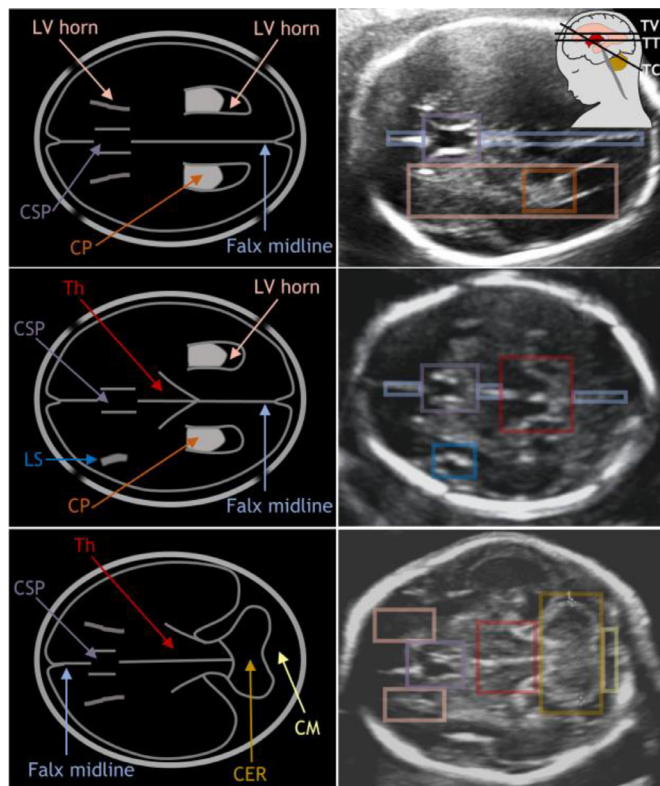 LV horn
LV horn
CSP
CP
Falx midline
TV
TT
TC
Th
LV horn
CSP
LS
CP
Falx midline
Th
CSP
CM
Falx midline
CER